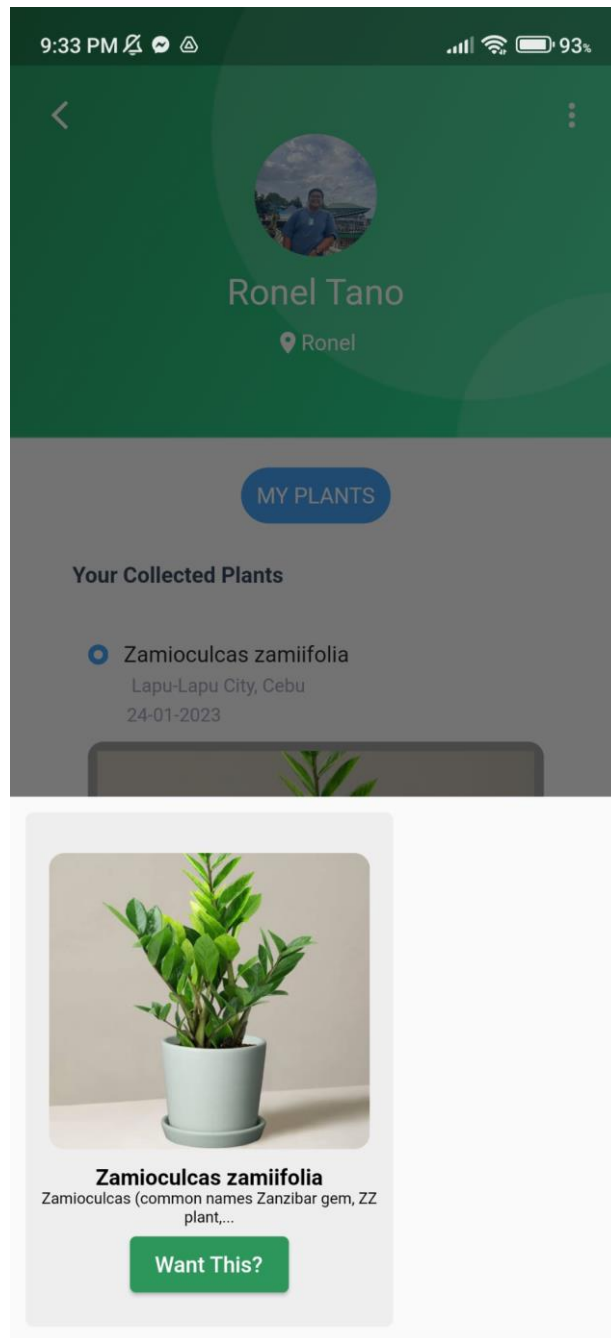 9:33 PM 93%
Ronel Tano
Ronel
MY PLANTS
Your Collected Plants
Zamioculcas zamiifolia
Lapu-Lapu City, Cebu
24-01-2023
Zamioculcas zamiifolia
Zamioculcas (common names Zanzibar gem, ZZ
plant,...
Want This?